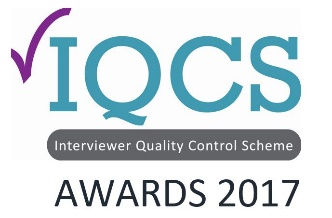 IQCS
Interviewer Quality Control Scheme
AWARDS 2017